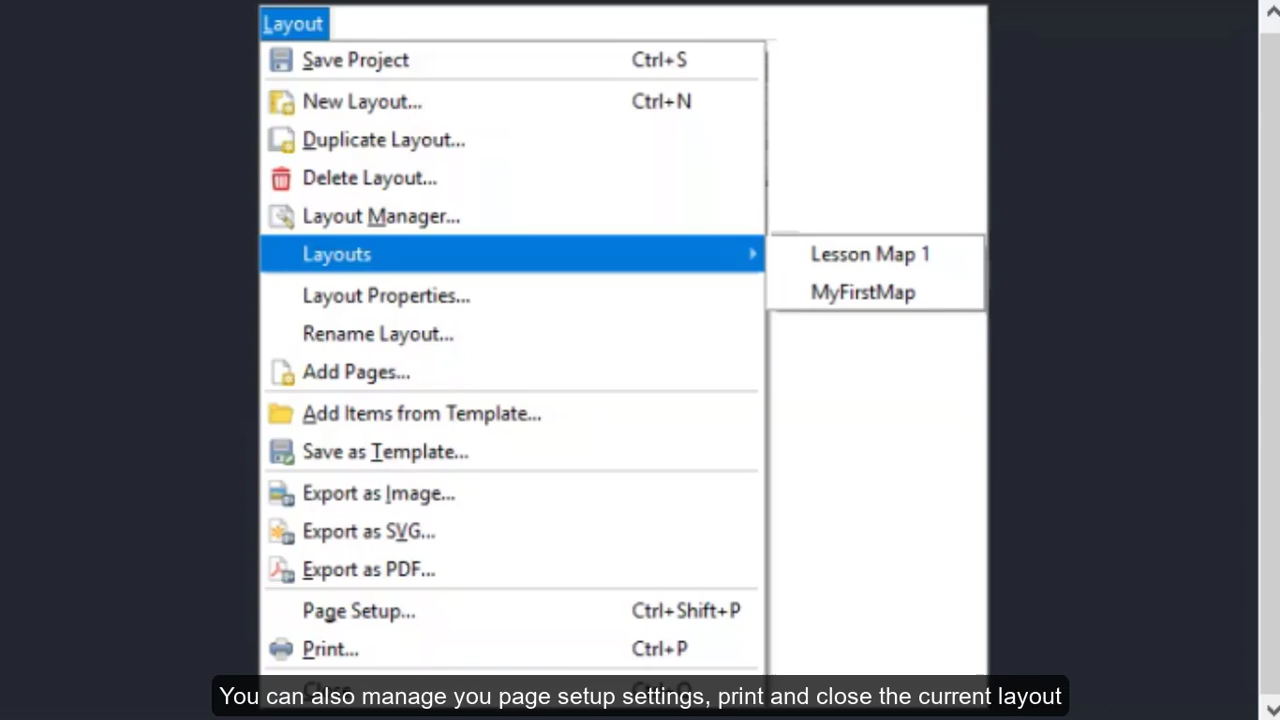 Layout
Save Project Ctrl+S
New Layout... Ctrl+N
Duplicate Layout...
Delete Layout...
Layout Manager...
Layouts
Lesson Map 1
MyFirstMap
Layout Properties...
Rename Layout...
Add Pages...
Add Items from Template...
Save as Template...
Export as Image...
Export as SVG...
Export as PDF...
Page Setup... Ctrl+Shift+P
Print... Ctrl+P
You can also manage you page setup settings, print and close the current layout